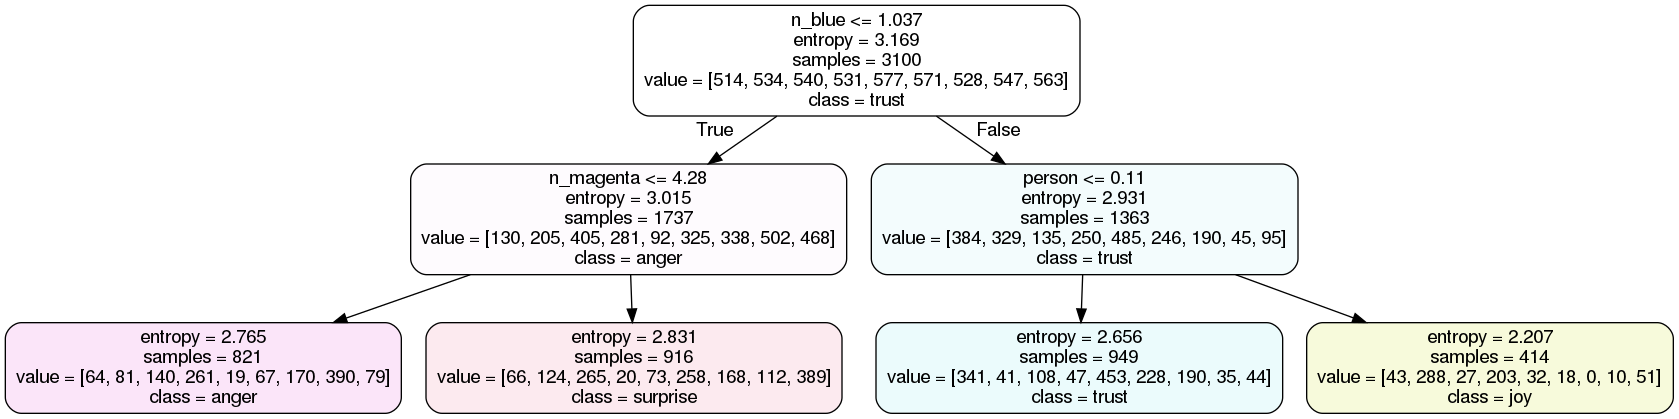 n_blue <= 1.037
entropy = 3.169
samples = 3100
value = [514, 534, 540, 531, 577, 571, 528, 547, 563]
class = trust
True
False
n_magenta <= 4.28
entropy = 3.015
samples = 1737
value = [130, 205, 405, 281, 92, 325, 338, 502, 468]
class = anger
person <= 0.11
entropy = 2.931
samples = 1363
value = [384, 329, 135, 250, 485, 246, 190, 45, 95]
class = trust
entropy = 2.765
samples = 821
value = [64, 81, 140, 261, 19, 67, 170, 390, 79]
class = anger
entropy = 2.831
samples = 916
value = [66, 124, 265, 20, 73, 258, 168, 112, 389]
class = surprise
entropy = 2.656
samples = 949
value = [341, 41, 108, 47, 453, 228, 190, 35, 44]
class = trust
entropy = 2.207
samples = 414
value = [43, 288, 27, 203, 32, 18, 0, 10, 51]
class = joy